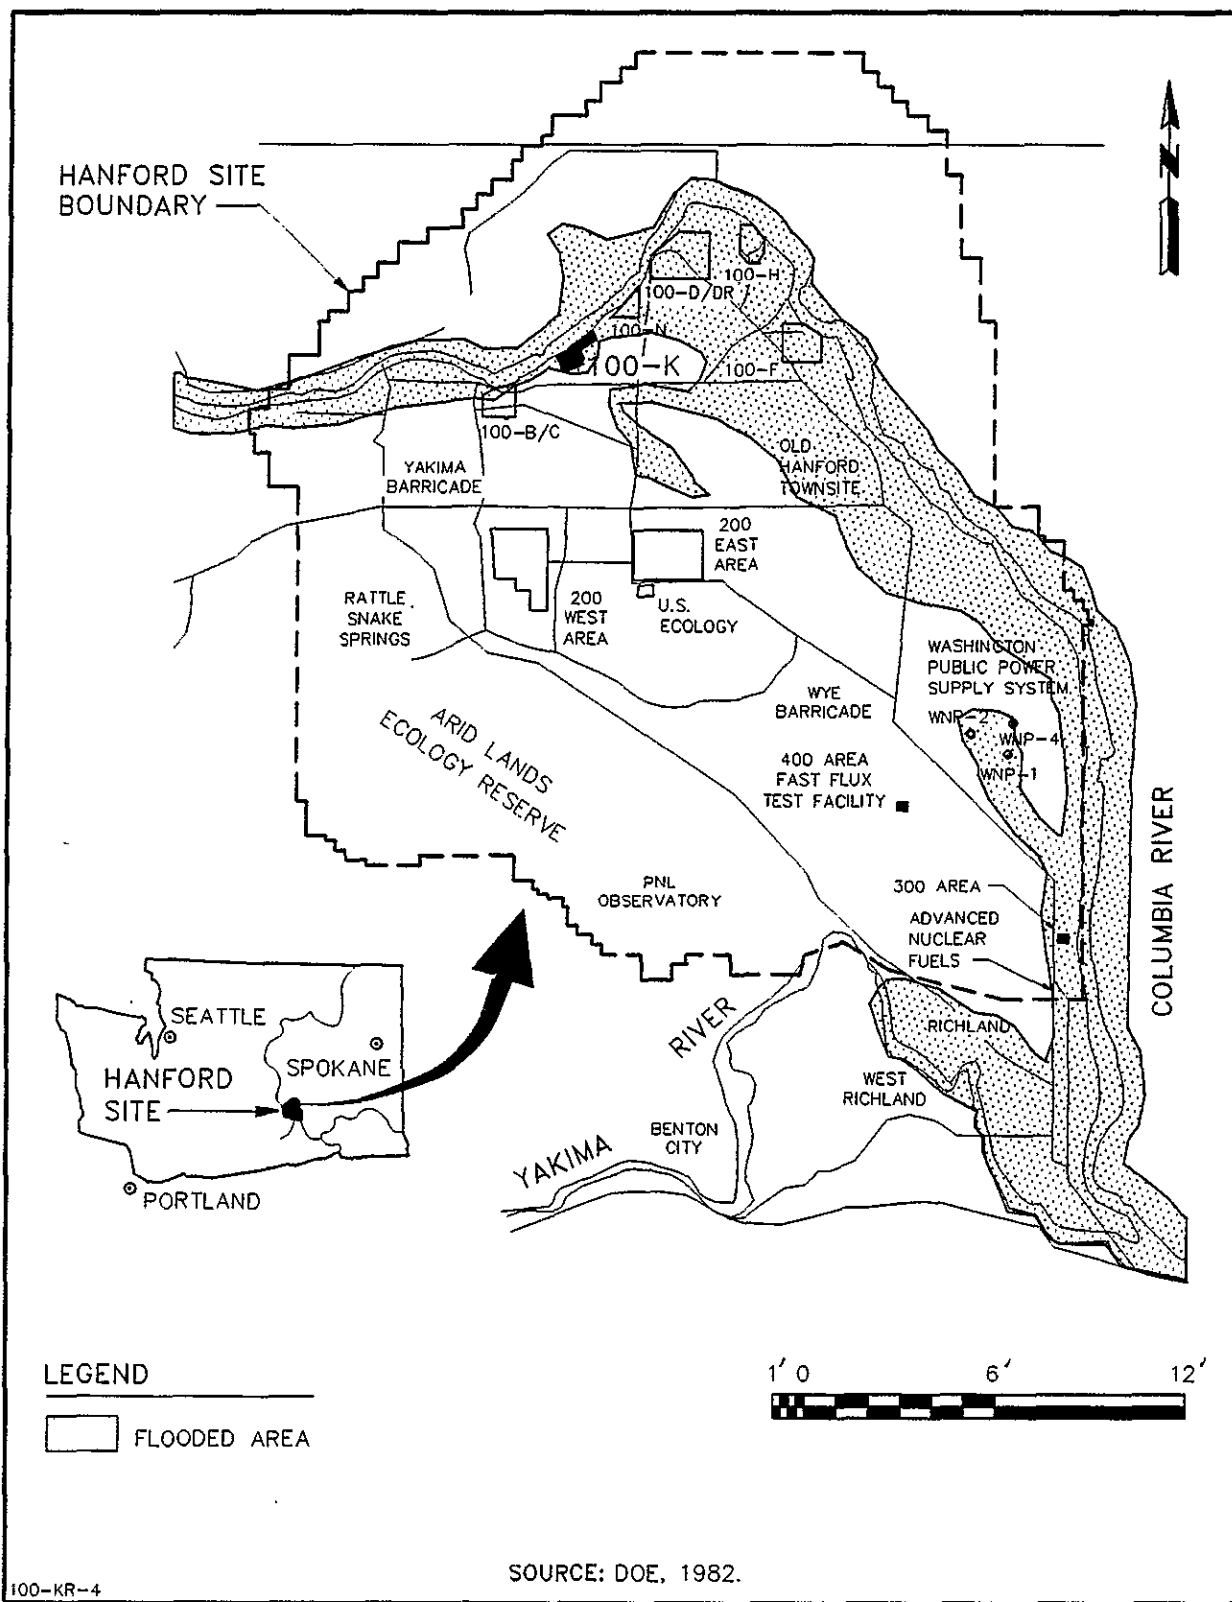 N
HANFORD SITE
BOUNDARY
100-H
100-D/DR
100-N
100-K
100-F
100-B/C
YAKIMA
BARRICADE
OLD
HANFORD
TOWNSITE
200
EAST
AREA
RATTLE
SNAKE
SPRINGS
200
WEST
AREA
U.S.
ECOLOGY
WASHINGTON
PUBLIC POWER
SUPPLY SYSTEM
WYE
BARRICADE
WNP-2
WNP-4
WNP-1
ARID LANDS
ECOLOGY RESERVE
400 AREA
FAST FLUX
TEST FACILITY
COLUMBIA RIVER
PNL
OBSERVATORY
300 AREA
ADVANCED
NUCLEAR
FUELS
SEATTLE
SPOKANE
HANFORD
SITE
PORTLAND
RIVER
RICHLAND
WEST
RICHLAND
BENTON
CITY
YAKIMA
LEGEND
FLOODED AREA
1' 0 6' 12'
SOURCE: DOE, 1982.
100-KR-4